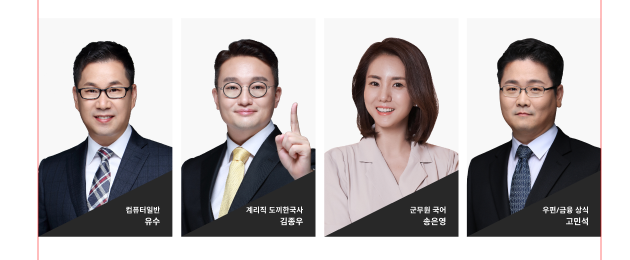 컴퓨터일반
유수
계리직 도끼한국사
김종우
군무원 국어
송은영
우편/금융 상식
고민석